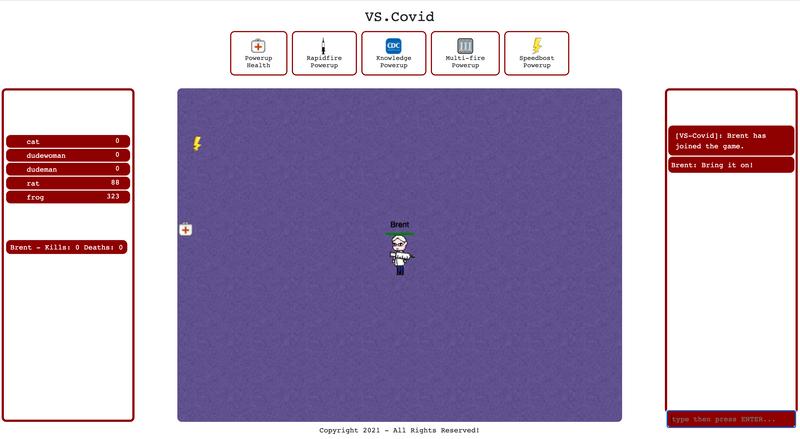 VS.Covid
Powerup
Health
Rapidfire
Powerup
CDC
Knowledge
Powerup
Multi-fire
Powerup
Speedbost
Powerup
cat 0
dudewoman 0
dudeman 0
rat 88
frog 323
Brent - Kills: 0 Deaths: 0
Brent
[VS-Covid]: Brent has
joined the game.
Brent: Bring it on!
type then press ENTER...
Copyright 2021 - All Rights Reserved!